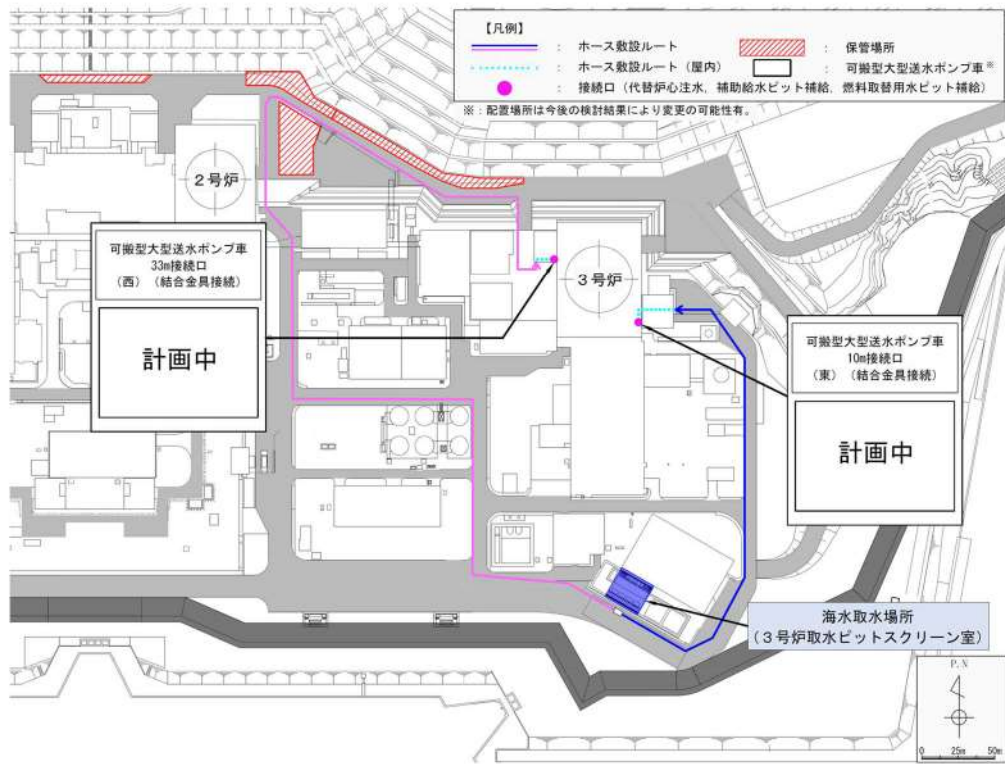 【凡例】
： ホース敷設ルート
： 保管場所
： ホース敷設ルート（屋内）
： 可搬型大型送水ポンプ車※
： 接続口（代替炉心注水，補助給水ピット補給，燃料取替用水ピット補給）
※：配置場所は今後の検討結果により変更の可能性有。
２号炉
可搬型大型送水ポンプ車
33m接続口
（西）（結合金具接続）
計画中
３号炉
可搬型大型送水ポンプ車
10m接続口
（東）（結合金具接続）
計画中
海水取水場所
（３号炉取水ピットスクリーン室）
P.N
0 25m 50m